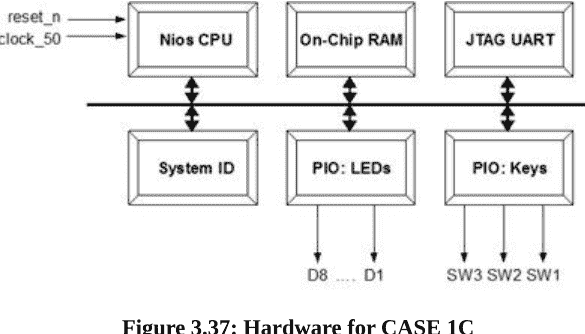 reset_n
clock_50
Nios CPU
On-Chip RAM
JTAG UART
System ID
PIO: LEDs
PIO: Keys
D8 .... D1
SW3 SW2 SW1
Figure 3.37: Hardware for CASE 1C